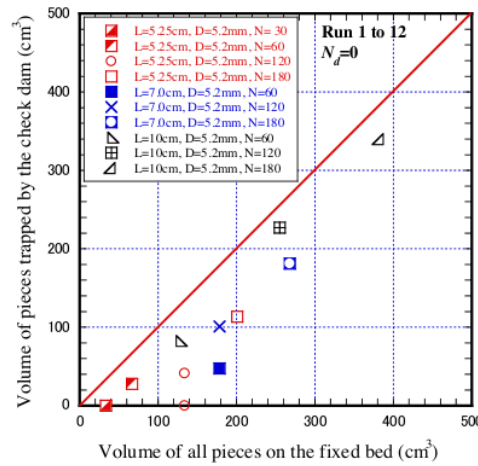 500
400
300
200
100
0
Volume of pieces trapped by the check dam (cm³)
L=5.25cm, D=5.2mm, N= 30
L=5.25cm, D=5.2mm, N=60
L=5.25cm, D=5.2mm, N=120
L=5.25cm, D=5.2mm, N=180
L=7.0cm, D=5.2mm, N=60
L=7.0cm, D=5.2mm, N=120
L=7.0cm, D=5.2mm, N=180
L=10cm, D=5.2mm, N=60
L=10cm, D=5.2mm, N=120
L=10cm, D=5.2mm, N=180
Run 1 to 12
N_d=0
0 100 200 300 400 500
Volume of all pieces on the fixed bed (cm³)